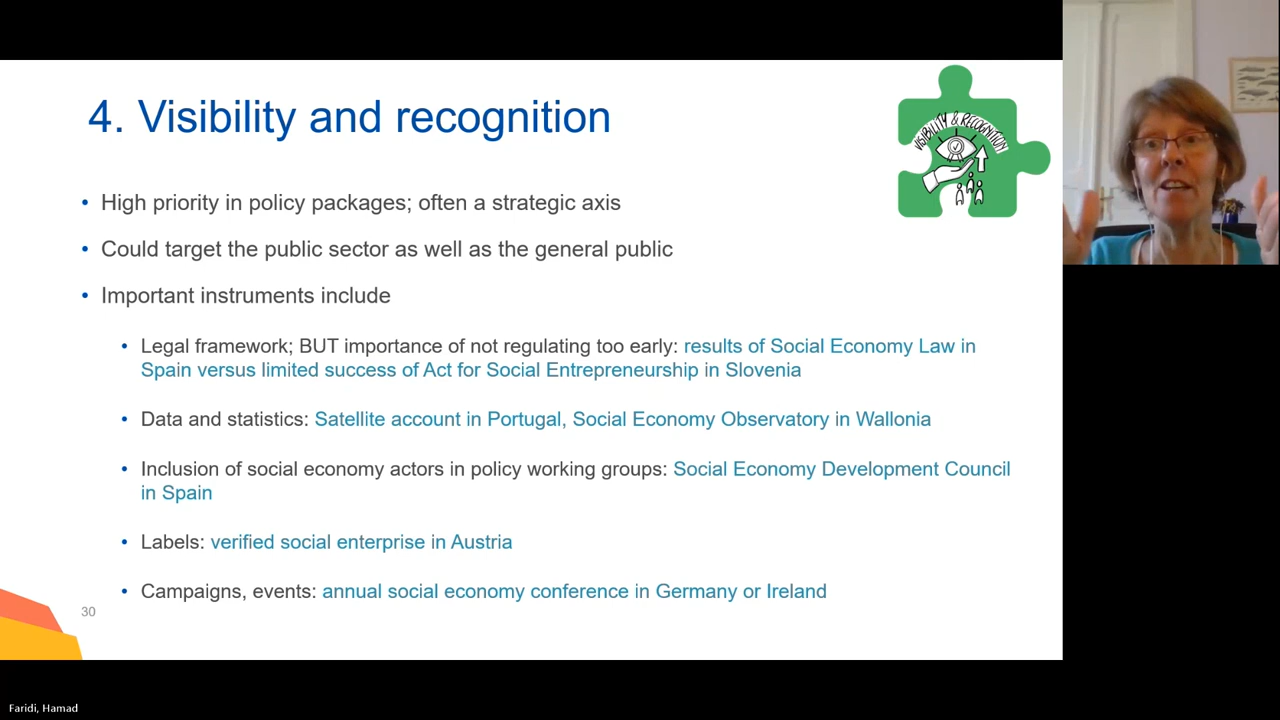 4. Visibility and recognition
VISIBILITY & RECOGNITION
• High priority in policy packages; often a strategic axis
• Could target the public sector as well as the general public
• Important instruments include
• Legal framework; BUT importance of not regulating too early: results of Social Economy Law in
Spain versus limited success of Act for Social Entrepreneurship in Slovenia
• Data and statistics: Satellite account in Portugal, Social Economy Observatory in Wallonia
• Inclusion of social economy actors in policy working groups: Social Economy Development Council
in Spain
• Labels: verified social enterprise in Austria
• Campaigns, events: annual social economy conference in Germany or Ireland
30
Faridi, Hamad